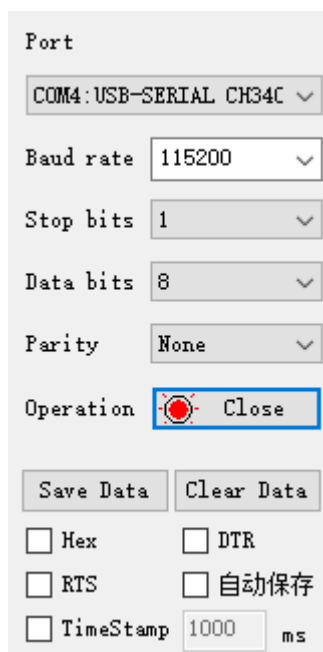 Port
COM4:USB-SERIAL CH34C
Baud rate 115200
Stop bits 1
Data bits 8
Parity None
Operation Close
Save Data Clear Data
Hex DTR
RTS 自动保存
TimeStamp 1000 ms